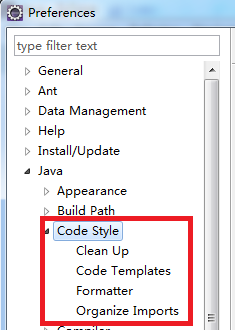 Preferences
type filter text
General
Ant
Data Management
Help
Install/Update
Java
Appearance
Build Path
Code Style
Clean Up
Code Templates
Formatter
Organize Imports
Compiler